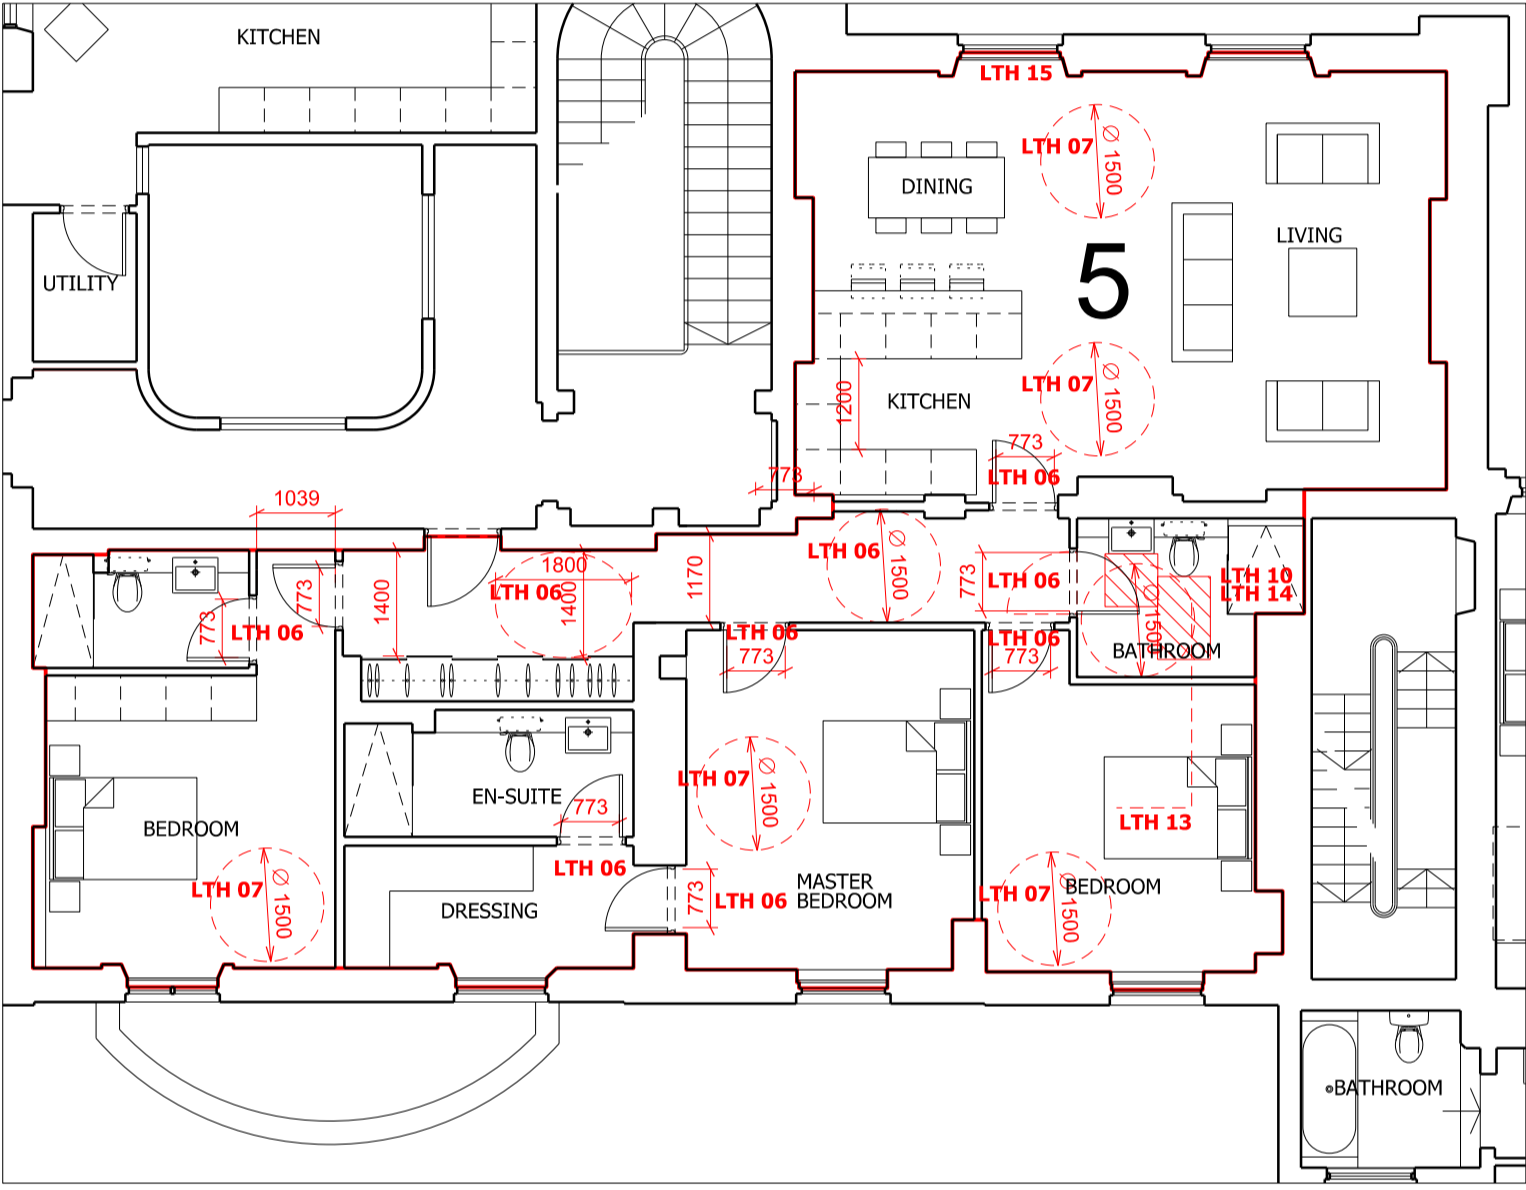 KITCHEN
LTH 15
LTH 07
∅ 1500
DINING
LIVING
UTILITY
5
LTH 07
∅ 1500
1200
KITCHEN
773
LTH 06
773
1039
LTH 06
∅ 1500
1800
LTH 06
1400
1400
1170
773
LTH 06
LTH 10
LTH 14
773
773
LTH 06
LTH 06
773
LTH 06
773
∅ 1500
BATHROOM
LTH 07
∅ 1500
EN-SUITE
773
BEDROOM
LTH 13
LTH 06
LTH 07
∅ 1500
DRESSING
773
LTH 06
MASTER
BEDROOM
LTH 07
BEDROOM
∅ 1500
BATHROOM